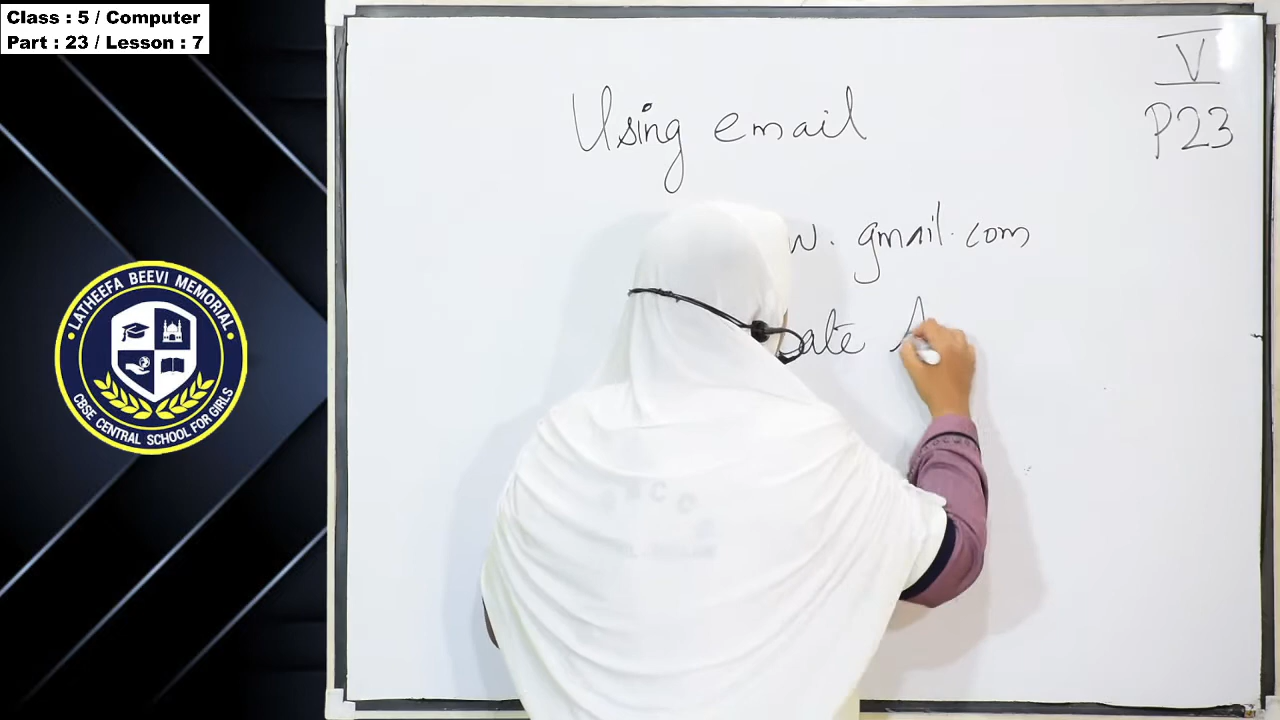 Class : 5 / Computer
Part : 23 / Lesson : 7
V
P23
Using email
w. gmail.com
ate
LATHEEFA BEEVI MEMORIAL
CBSE CENTRAL SCHOOL FOR GIRLS